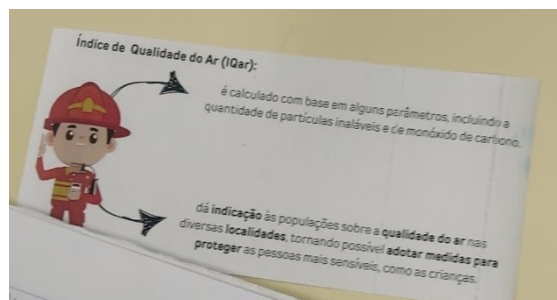 Índice de Qualidade do Ar (IQar):
é calculado com base em alguns parâmetros, incluindo a
quantidade de partículas inaláveis e de monóxido de carbono.
dá indicação às populações sobre a qualidade do ar nas
diversas localidades, tornando possível adotar medidas para
proteger as pessoas mais sensíveis, como as crianças.